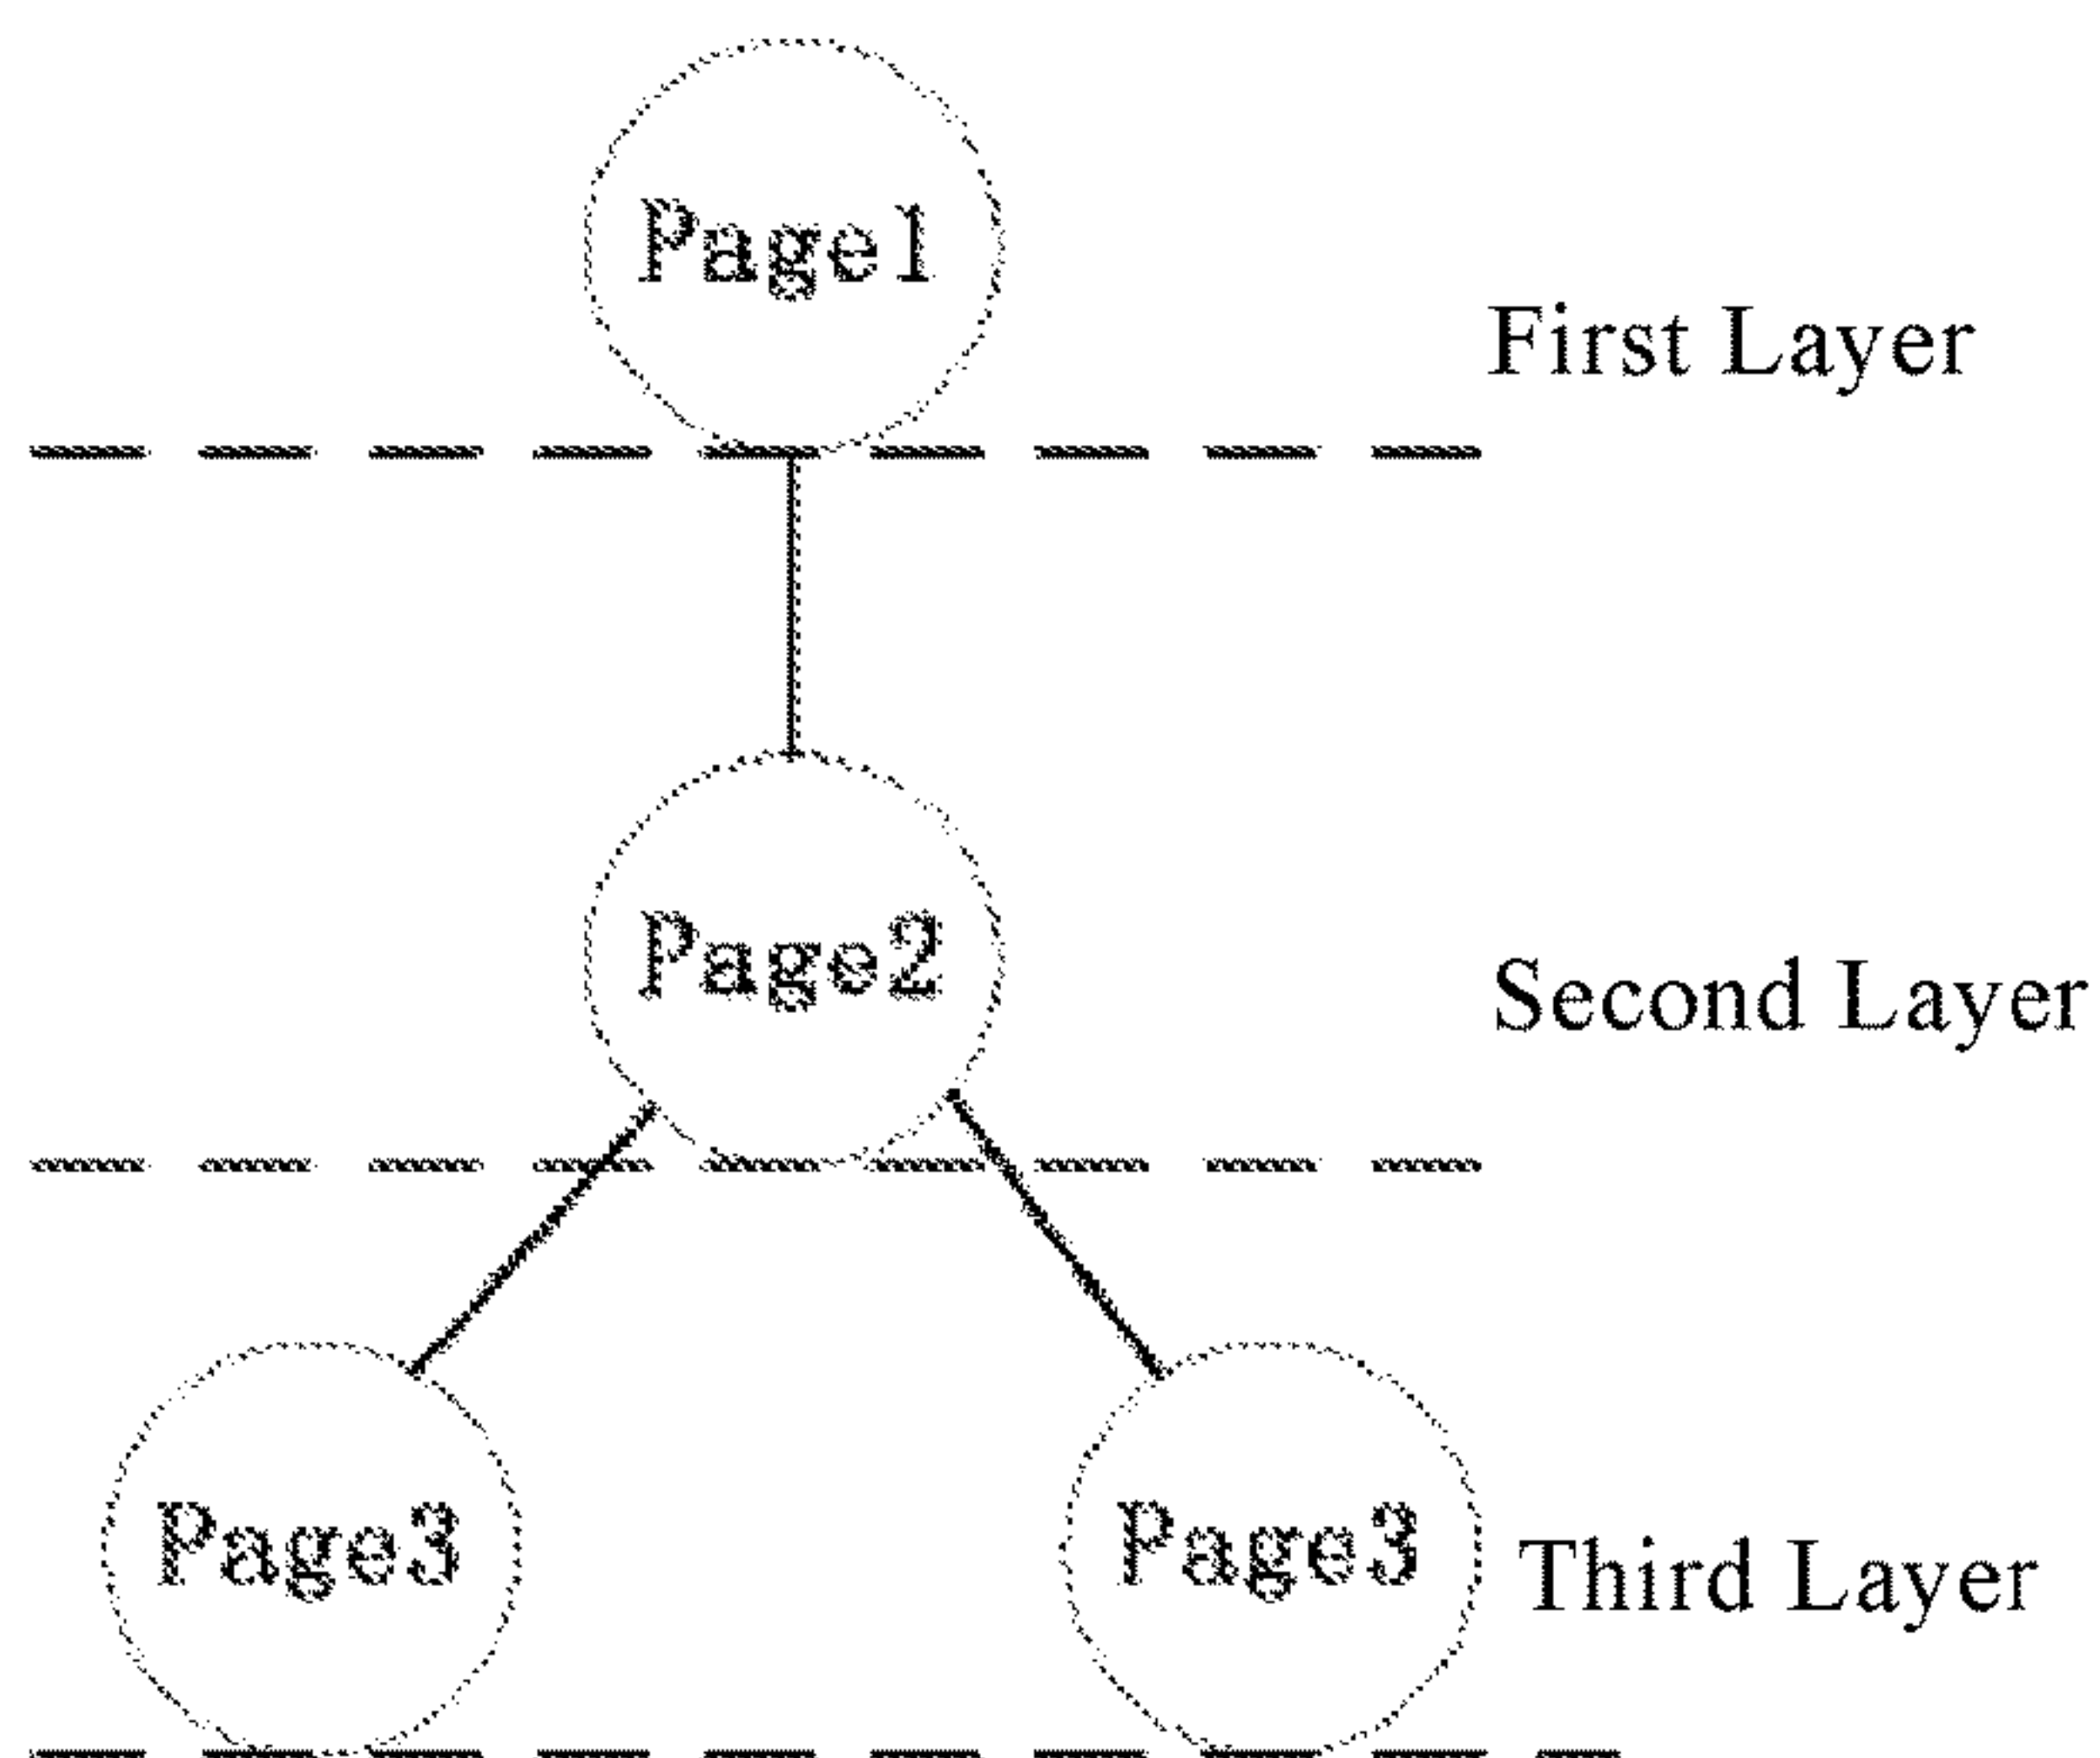 Page1
First Layer
Page2
Second Layer
Page3
Page3
Third Layer